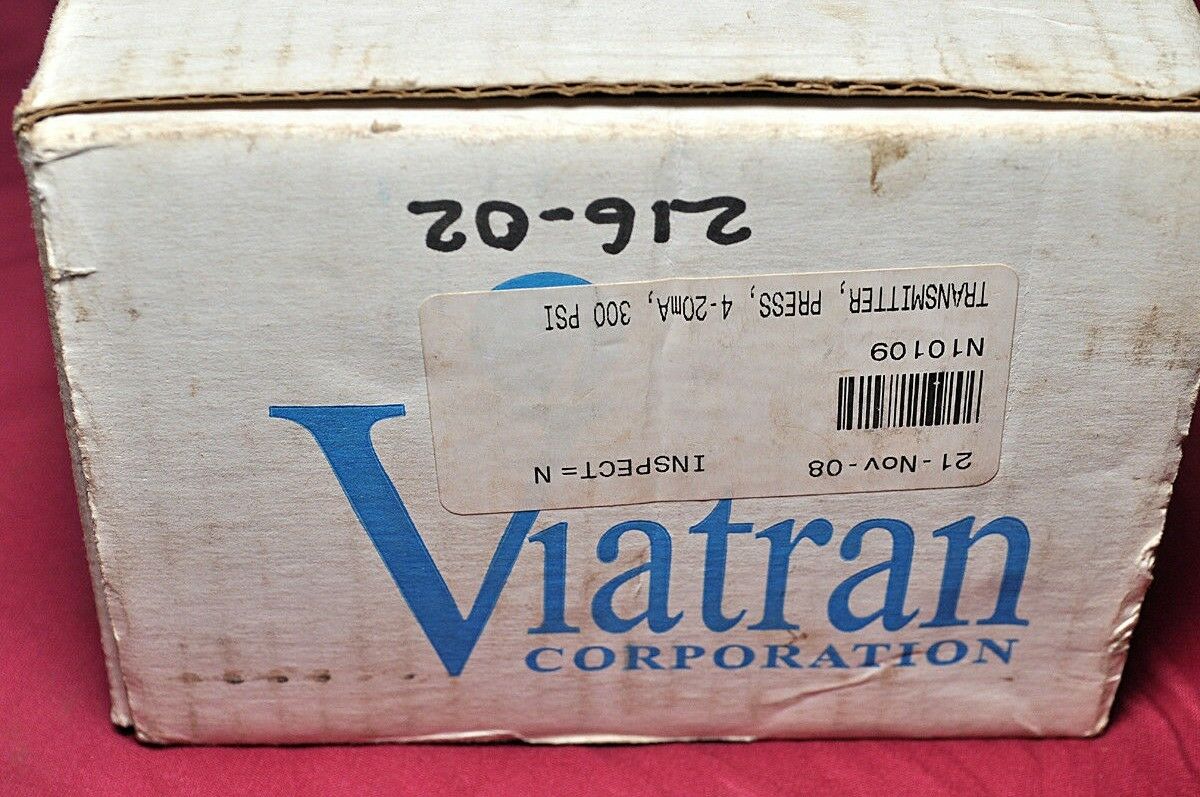 21-Nov-08 INSPECT=N
N10109
TRANSMITTER, PRESS, 4-20mA, 300 PSI
216-02
Viatran
CORPORATION